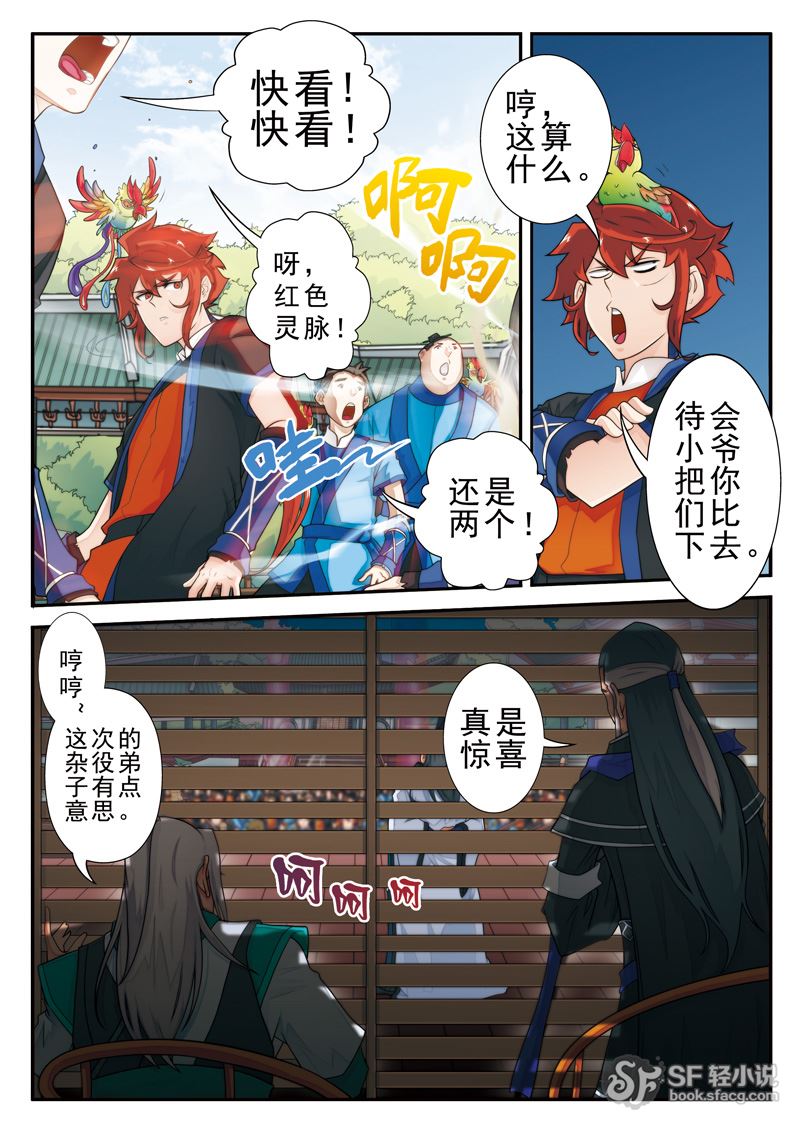 快看！
快看！
呀，
红色
灵脉！
啊
啊
哇~
还是
两个！
哼，
这算
什么。
待会
小爷
把你
们比
下去。
哼
哼
~
这次的
杂役弟
子有点
意思。
真是
惊喜
呵
呵
呵
SF 轻小说
book.sfacg.com